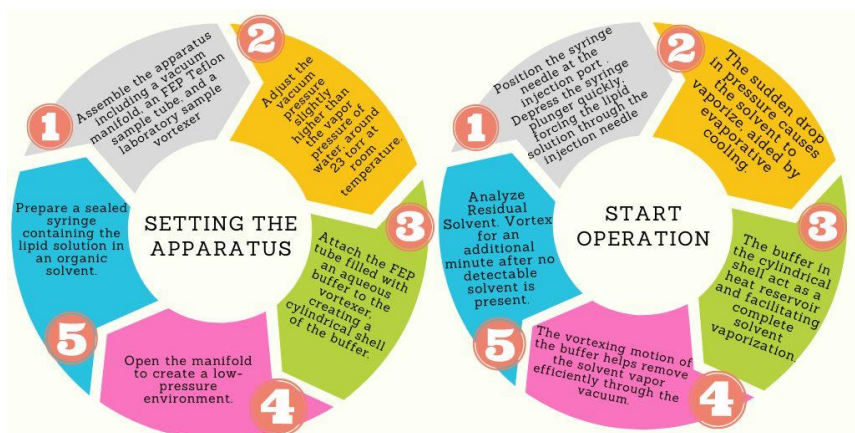 1
Assemble the apparatus
including a vacuum
manifold, an FEP Teflon
sample tube, and a
laboratory sample
vortexer
2
Adjust the
vacuum
pressure
slightly
higher than
the vapor
pressure of
water, around
23 torr at
room
temperature.
3
Attach the FEP
tube filled with
an aqueous
buffer to the
vortexer,
creating a
cylindrical shell
of the buffer.
4
Open the manifold
to create a low-
pressure
environment.
5
Prepare a sealed
syringe
containing the
lipid solution in
an organic
solvent.
SETTING THE
APPARATUS
1
Position the syringe
needle at the
injection port .
Depress the syringe
plunger quickly,
forcing the lipid
solution through the
injection needle
2
The sudden drop
in pressure causes
the solvent to
vaporize, aided by
evaporative
cooling.
3
The buffer in
the cylindrical
shell act as a
heat reservoir
and facilitating
complete
solvent
vaporization.
4
The vortexing motion of
the buffer helps remove
the solvent vapor
efficiently through the
vacuum.
5
Analyze
Residual
Solvent. Vortex
for an
additional
minute after no
detectable
solvent is
present.
START
OPERATION